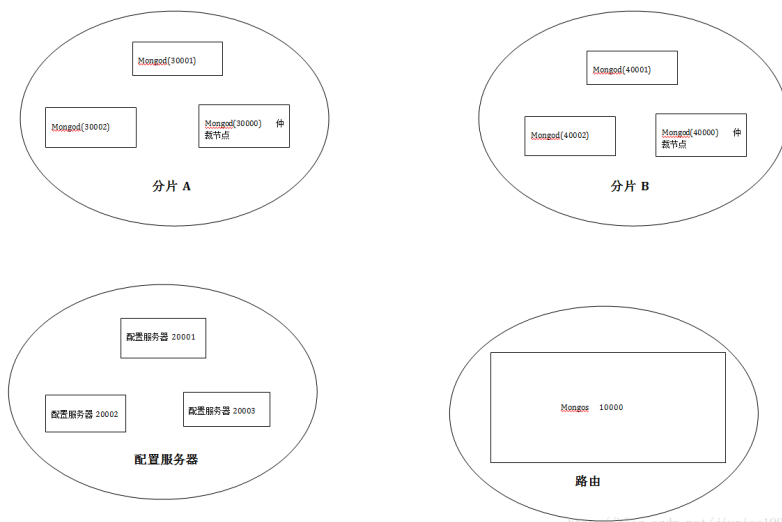 Mongod(30001)
Mongod(30002)
Mongod(30000) 仲
裁节点
分片 A
Mongod(40001)
Mongod(40002)
Mongod(40000) 仲
裁节点
分片 B
配置服务器 20001
配置服务器 20002
配置服务器 20003
配置服务器
Mongos 10000
路由